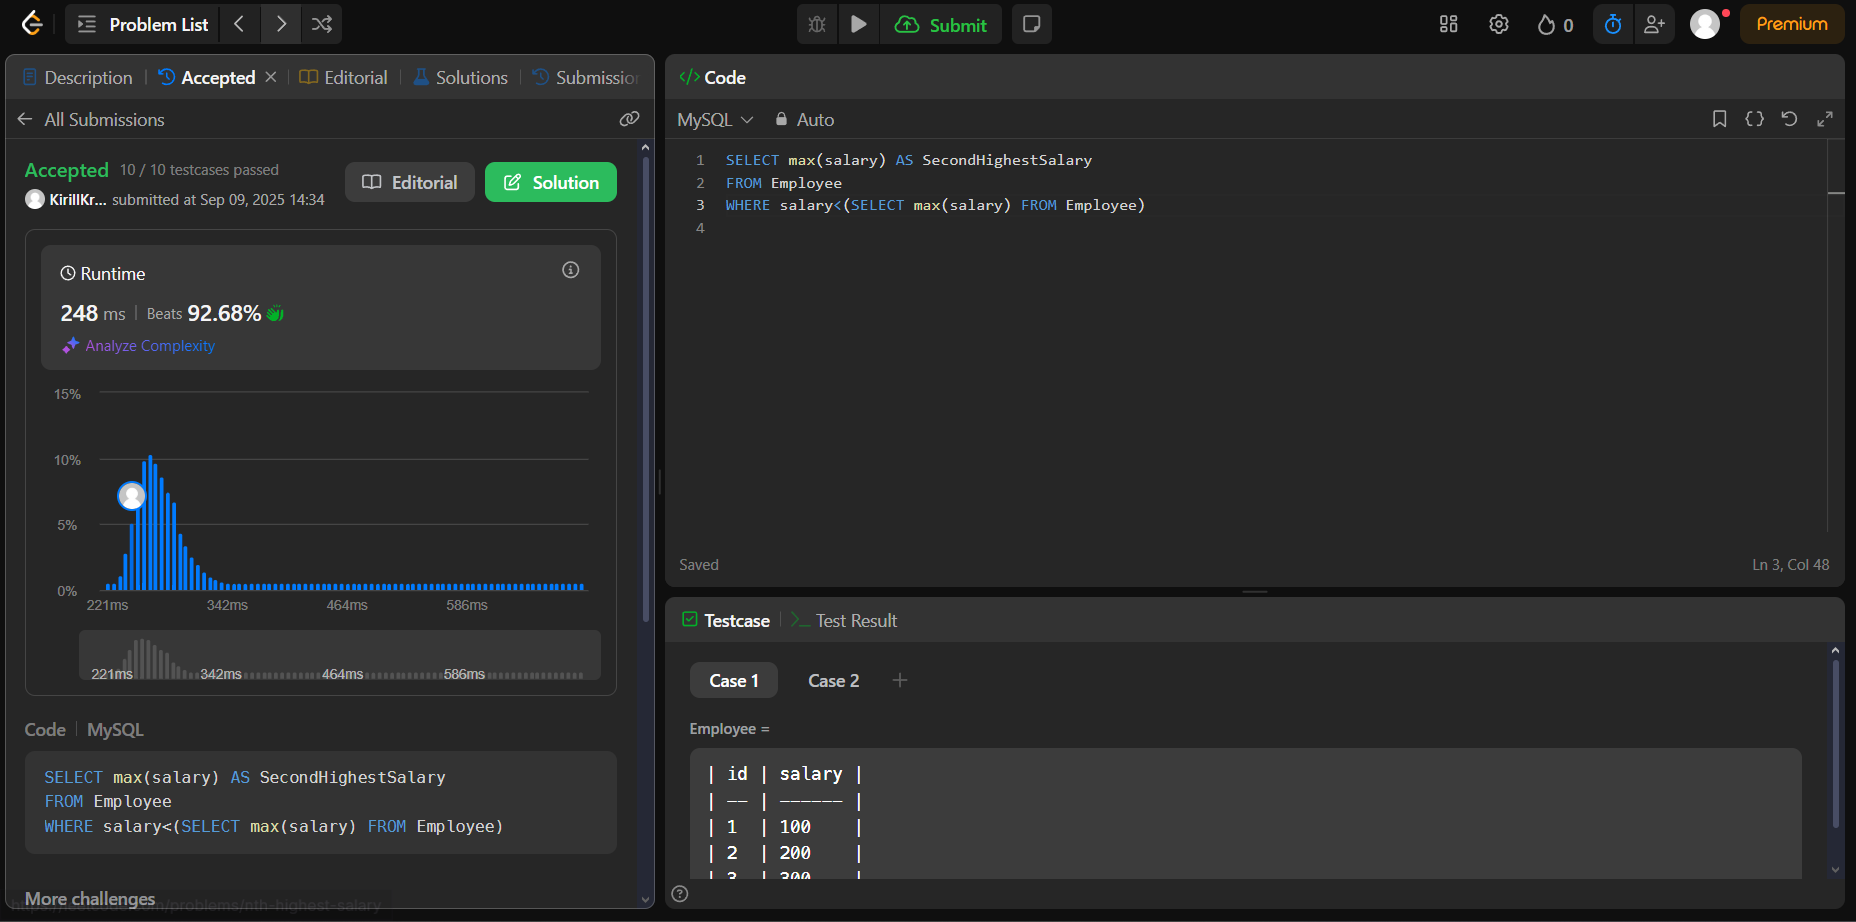 Problem List
Submit
0
Premium
Description
Accepted
Editorial
Solutions
Submission
All Submissions
Accepted 10 / 10 testcases passed
KirillKr... submitted at Sep 09, 2025 14:34
Editorial
Solution
Runtime
248 ms | Beats 92.68%
Analyze Complexity
15%
10%
5%
0%
221ms 342ms 464ms 586ms
221ms 342ms 464ms 586ms
Code | MySQL
SELECT max(salary) AS SecondHighestSalary
FROM Employee
WHERE salary<(SELECT max(salary) FROM Employee)
More challenges
https://leetcode.com/problems/nth-highest-salary
</> Code
MySQL
Auto
1 SELECT max(salary) AS SecondHighestSalary
2 FROM Employee
3 WHERE salary<(SELECT max(salary) FROM Employee)
4
Saved
Ln 3, Col 48
Testcase
Test Result
Case 1
Case 2
Employee =
| id | salary |
| -- | ------ |
| 1 | 100 |
| 2 | 200 |
| 3 | 300 |